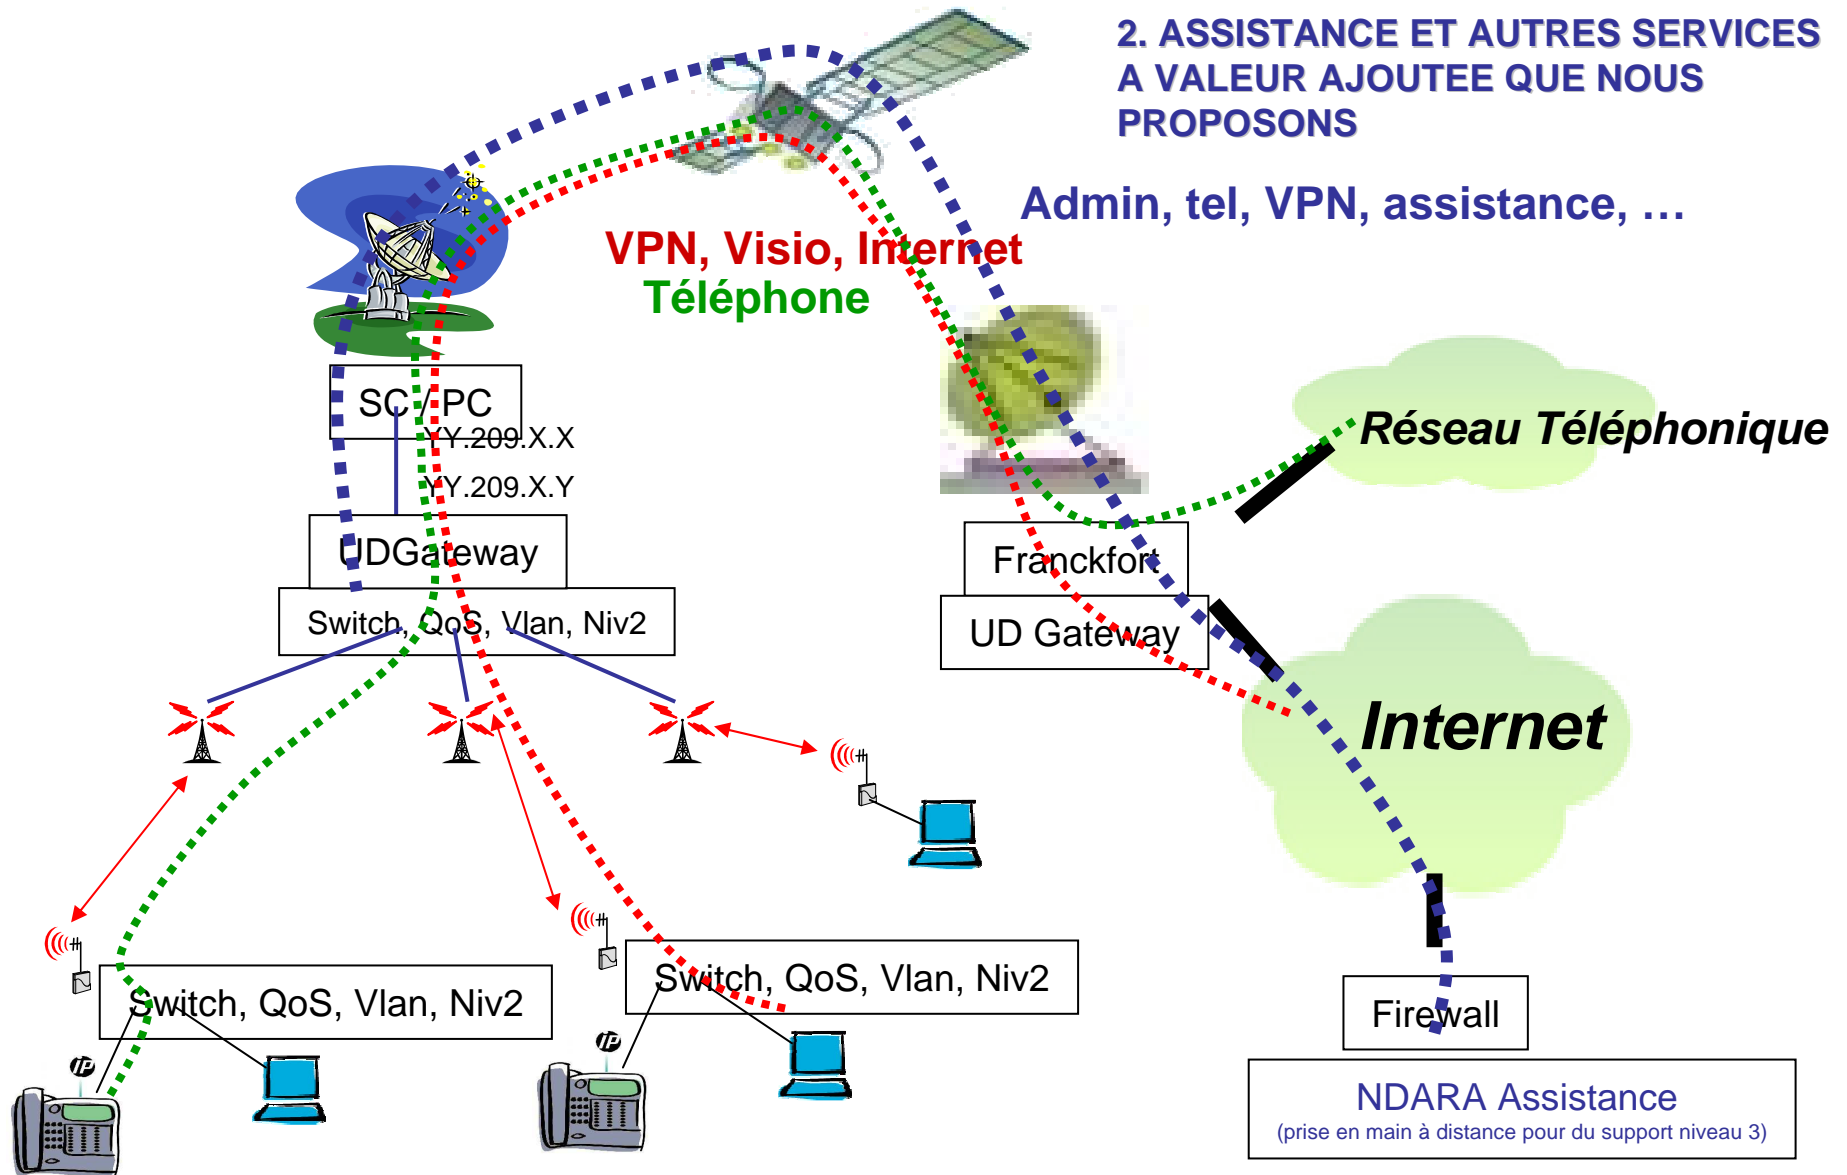 2. ASSISTANCE ET AUTRES SERVICES
A VALEUR AJOUTEE QUE NOUS
PROPOSONS
Admin, tel, VPN, assistance, …
VPN, Visio, Internet
Téléphone
SC / PC
YY.209.X.X
YY.209.X.Y
UDGateway
Switch, QoS, Vlan, Niv2
Franckfort
UD Gateway
Réseau Téléphonique
Internet
Switch, QoS, Vlan, Niv2
Switch, QoS, Vlan, Niv2
iP
iP
Firewall
NDARA Assistance
(prise en main à distance pour du support niveau 3)